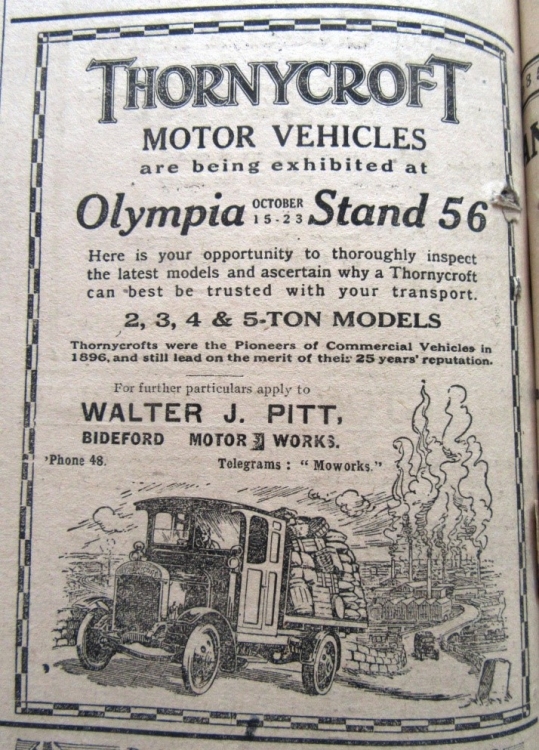 THORNYCROFT
MOTOR VEHICLES
are being exhibited at
Olympia OCTOBER 15-23 Stand 56
Here is your opportunity to thoroughly inspect
the latest models and ascertain why a Thornycroft
can best be trusted with your transport.
2, 3, 4 & 5-TON MODELS
Thornycrofts were the Pioneers of Commercial Vehicles in
1896, and still lead on the merit of their 25 years' reputation.
For further particulars apply to
WALTER J. PITT,
BIDEFORD MOTOR WORKS.
'Phone 48. Telegrams : "Moworks."